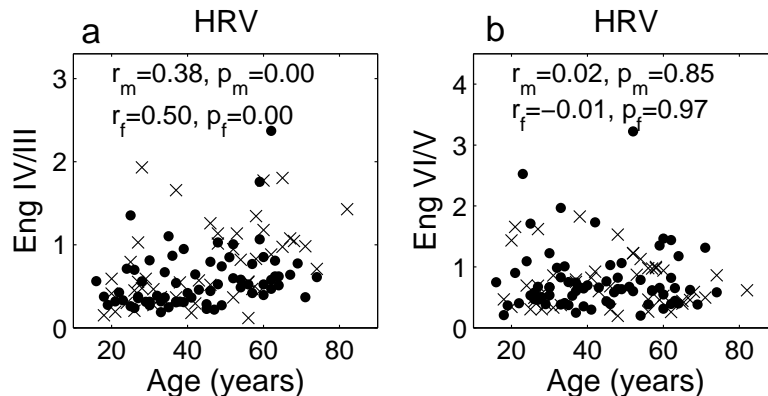 a
HRV
r_m=0.38, p_m=0.00
r_f=0.50, p_f=0.00
Eng IV/III
3
2
1
0
20
40
60
80
Age (years)
b
HRV
r_m=0.02, p_m=0.85
r_f=−0.01, p_f=0.97
Eng VI/V
4
3
2
1
0
20
40
60
80
Age (years)